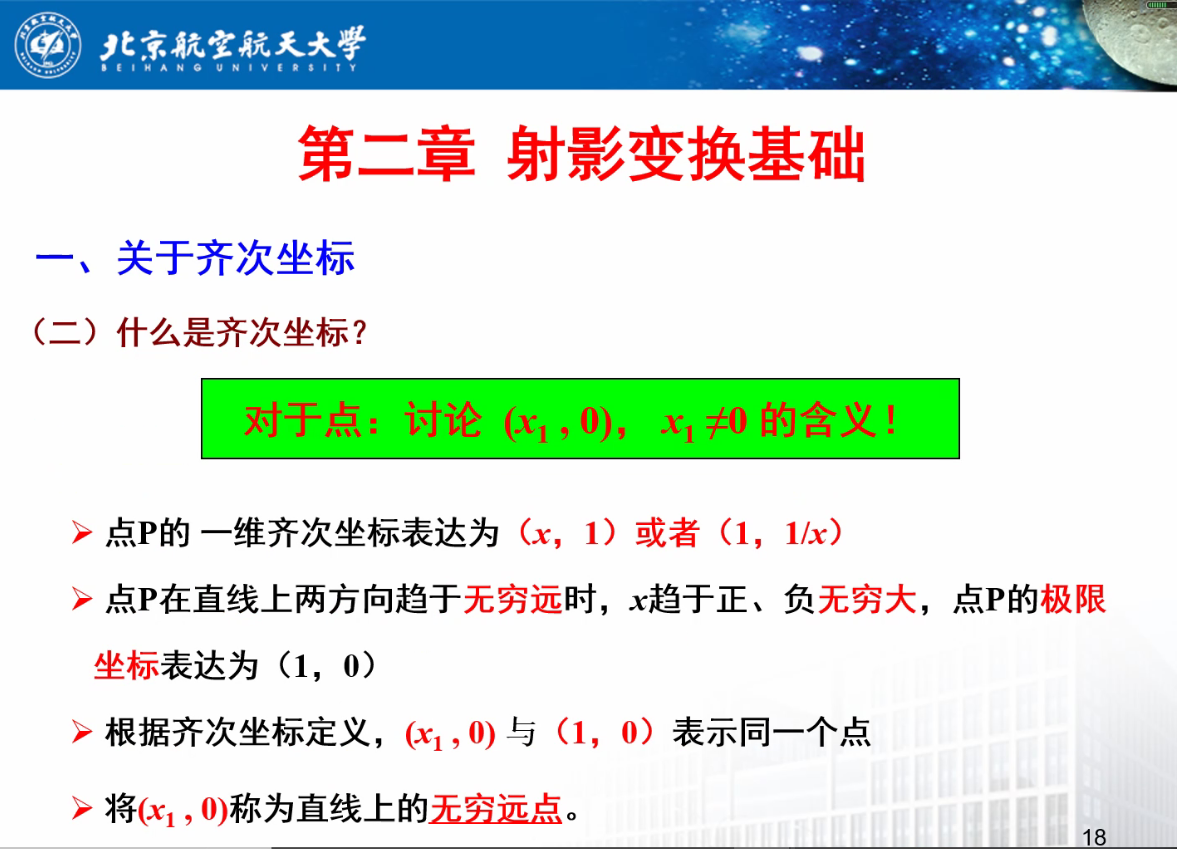 北京航空航天大學
BEIHANG UNIVERSITY
第二章 射影变换基础
一、关于齐次坐标
（二）什么是齐次坐标？
对于点：讨论 (x₁ , 0)， x₁ ≠0 的含义！
➢ 点P的 一维齐次坐标表达为（x，1）或者（1，1/x）
➢ 点P在直线上两方向趋于无穷远时，x趋于正、负无穷大，点P的极限
坐标表达为（1，0）
➢ 根据齐次坐标定义，(x₁ , 0) 与（1，0）表示同一个点
➢ 将(x₁ , 0)称为直线上的无穷远点。
18